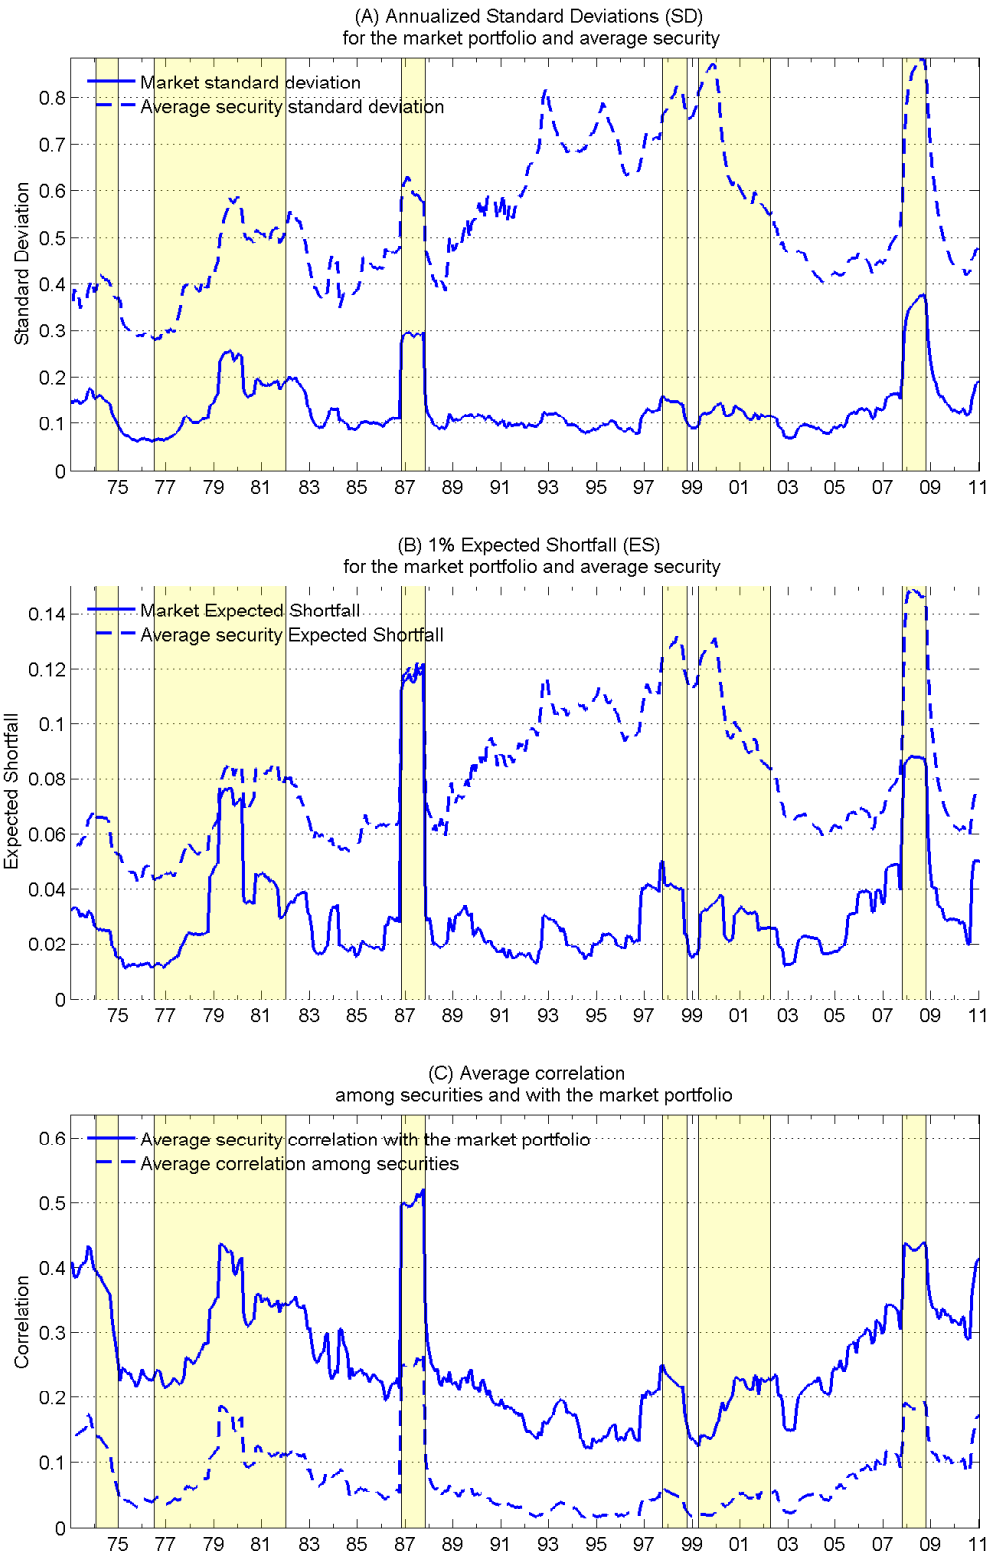 (A) Annualized Standard Deviations (SD)
for the market portfolio and average security
Market standard deviation
Average security standard deviation
Standard Deviation
0.8
0.7
0.6
0.5
0.4
0.3
0.2
0.1
0
75 77 79 81 83 85 87 89 91 93 95 97 99 01 03 05 07 09 11
(B) 1% Expected Shortfall (ES)
for the market portfolio and average security
Market Expected Shortfall
Average security Expected Shortfall
Expected Shortfall
0.14
0.12
0.1
0.08
0.06
0.04
0.02
0
75 77 79 81 83 85 87 89 91 93 95 97 99 01 03 05 07 09 11
(C) Average correlation
among securities and with the market portfolio
Average security correlation with the market portfolio
Average correlation among securities
Correlation
0.6
0.5
0.4
0.3
0.2
0.1
0
75 77 79 81 83 85 87 89 91 93 95 97 99 01 03 05 07 09 11